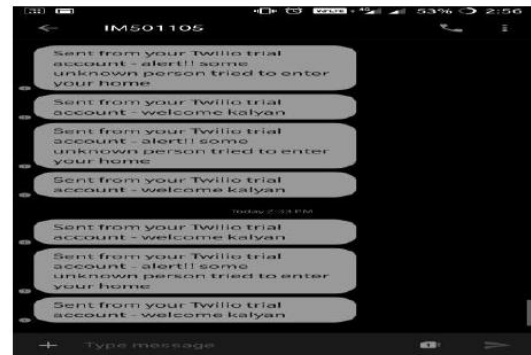 53% 2:56
IM501105
Sent from your Twilio trial
account - alert!! some
unknown person tried to enter
your home
Sent from your Twilio trial
account - welcome kalyan
Sent from your Twilio trial
account - alert!! some
unknown person tried to enter
your home
Sent from your Twilio trial
account - welcome kalyan
Today 2:33 PM
Sent from your Twilio trial
account - welcome kalyan
Sent from your Twilio trial
account - alert!! some
unknown person tried to enter
your home
Sent from your Twilio trial
account - welcome kalyan
Type message